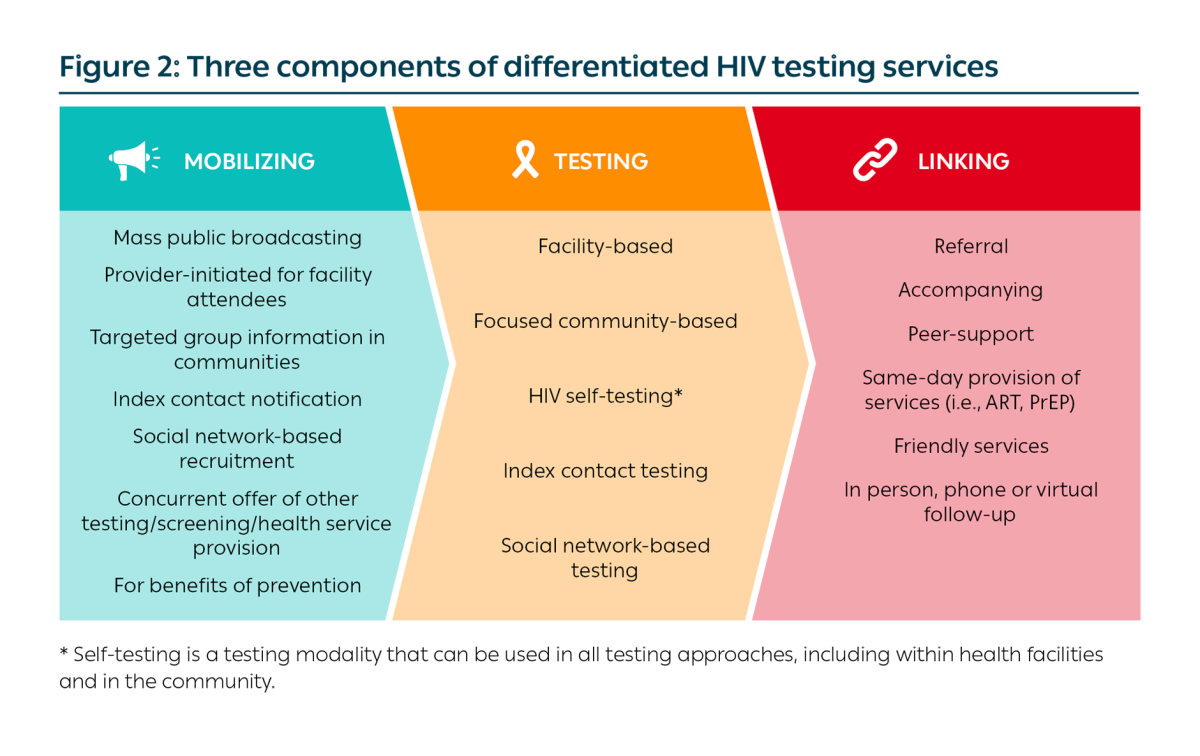 Figure 2: Three components of differentiated HIV testing services
MOBILIZING
Mass public broadcasting
Provider-initiated for facility
attendees
Targeted group information in
communities
Index contact notification
Social network-based
recruitment
Concurrent offer of other
testing/screening/health service
provision
For benefits of prevention
TESTING
Facility-based
Focused community-based
HIV self-testing*
Index contact testing
Social network-based
testing
LINKING
Referral
Accompanying
Peer-support
Same-day provision of
services (i.e., ART, PrEP)
Friendly services
In person, phone or virtual
follow-up
* Self-testing is a testing modality that can be used in all testing approaches, including within health facilities
and in the community.